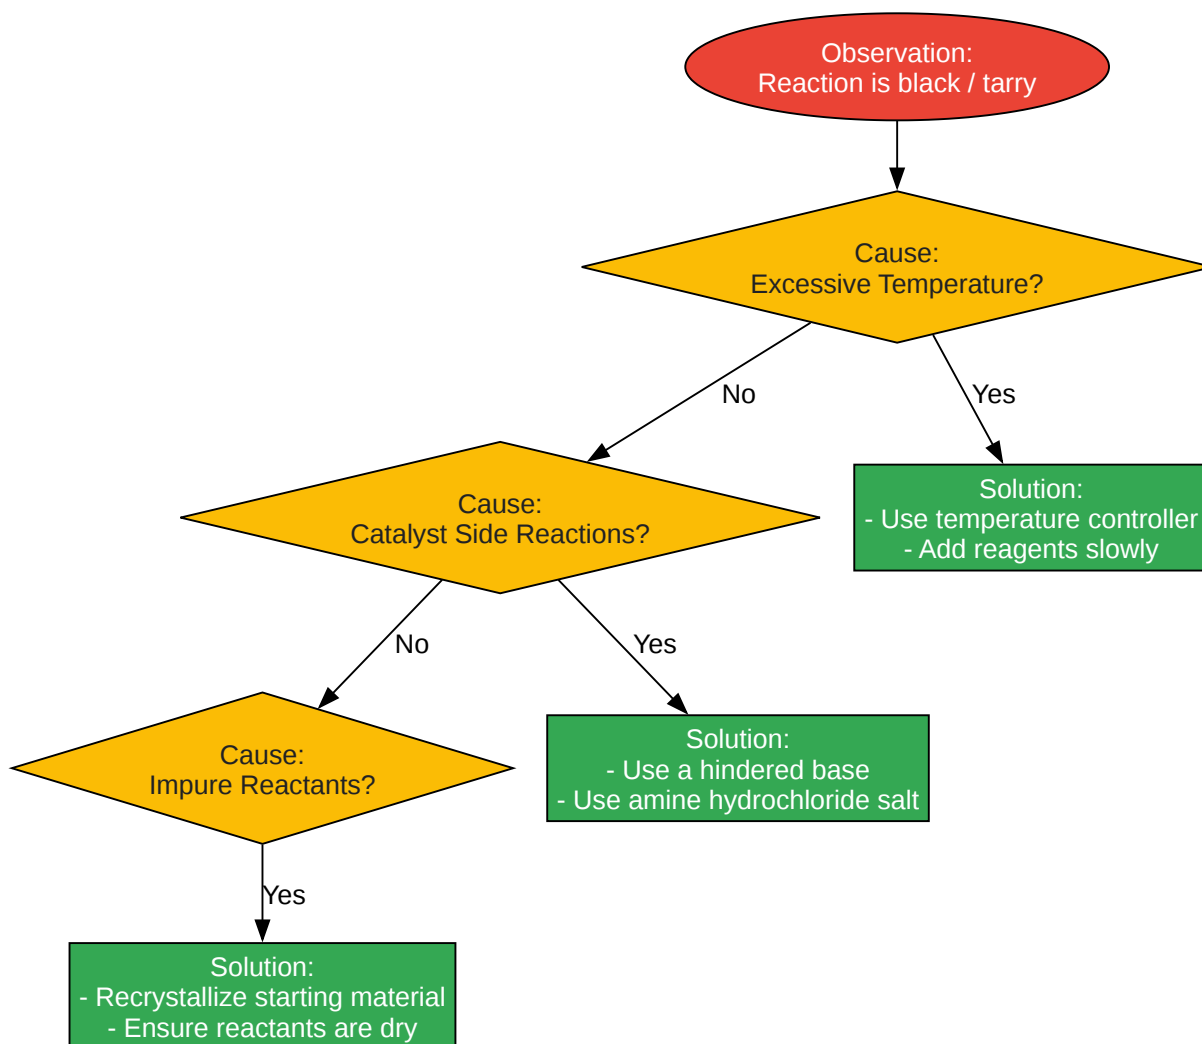 Observation:
Reaction is black / tarry
Cause:
Excessive Temperature?
No
Yes
Cause:
Catalyst Side Reactions?
Solution:
- Use temperature controller
- Add reagents slowly
No
Yes
Cause:
Impure Reactants?
Solution:
- Use a hindered base
- Use amine hydrochloride salt
Yes
Solution:
- Recrystallize starting material
- Ensure reactants are dry